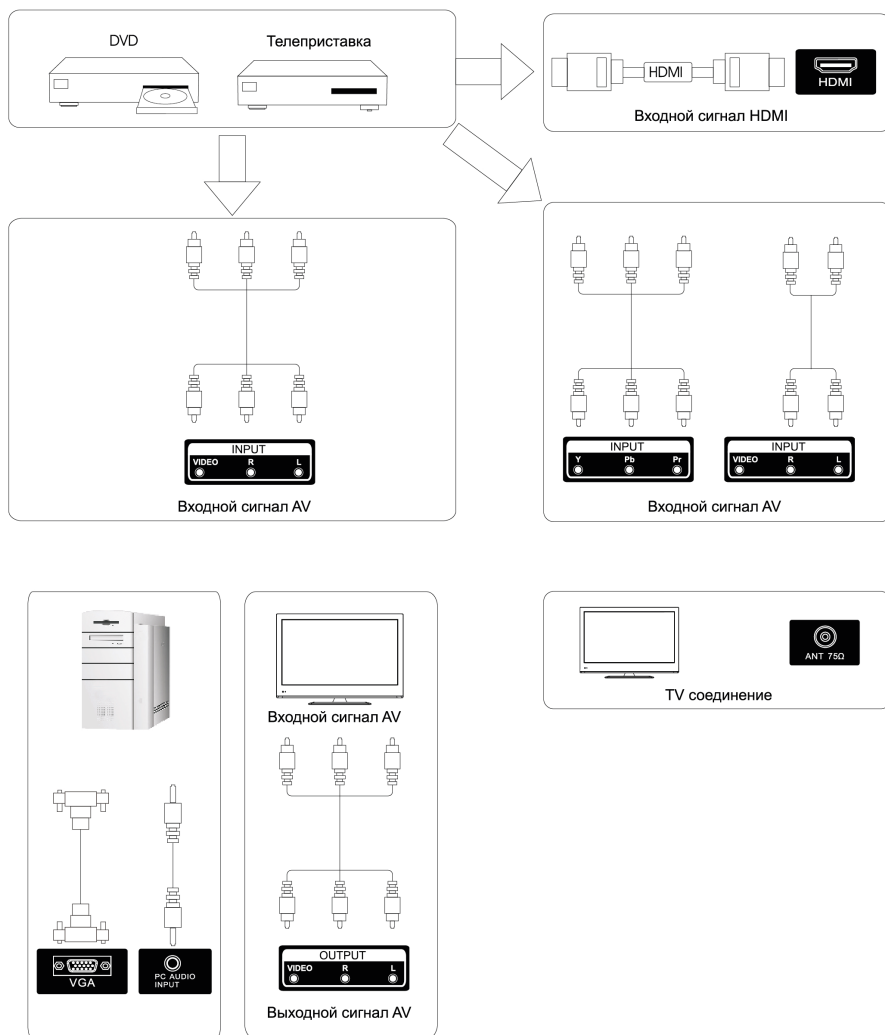 DVD
Телеприставка
HDMI
HDMI
Входной сигнал HDMI
INPUT
VIDEO R L
Входной сигнал AV
INPUT
Y Pb Pr
INPUT
VIDEO R L
Входной сигнал AV
VGA
PC AUDIO
INPUT
Входной сигнал AV
OUTPUT
VIDEO R L
Выходной сигнал AV
ANT 75Ω
TV соединение